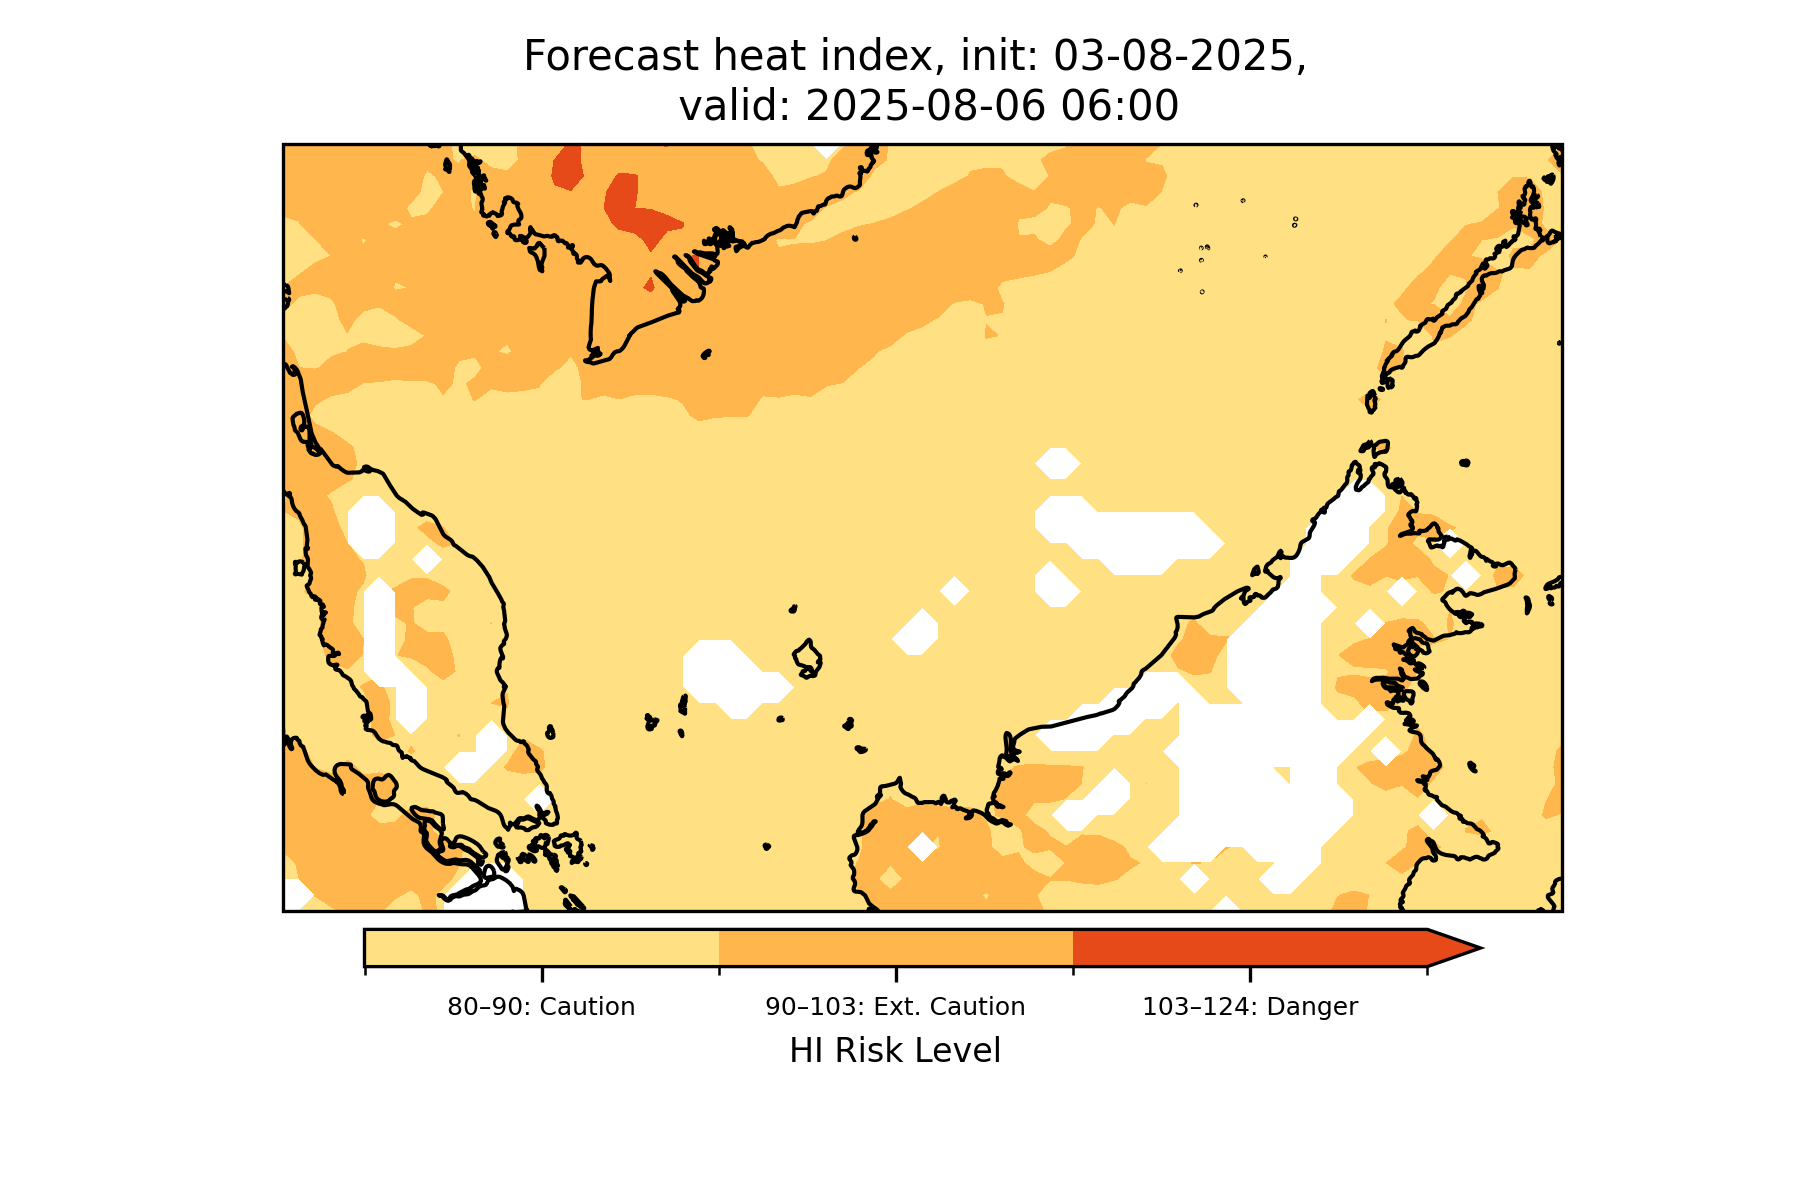 Forecast heat index, init: 03-08-2025,
valid: 2025-08-06 06:00
80–90: Caution
90–103: Ext. Caution
103–124: Danger
HI Risk Level